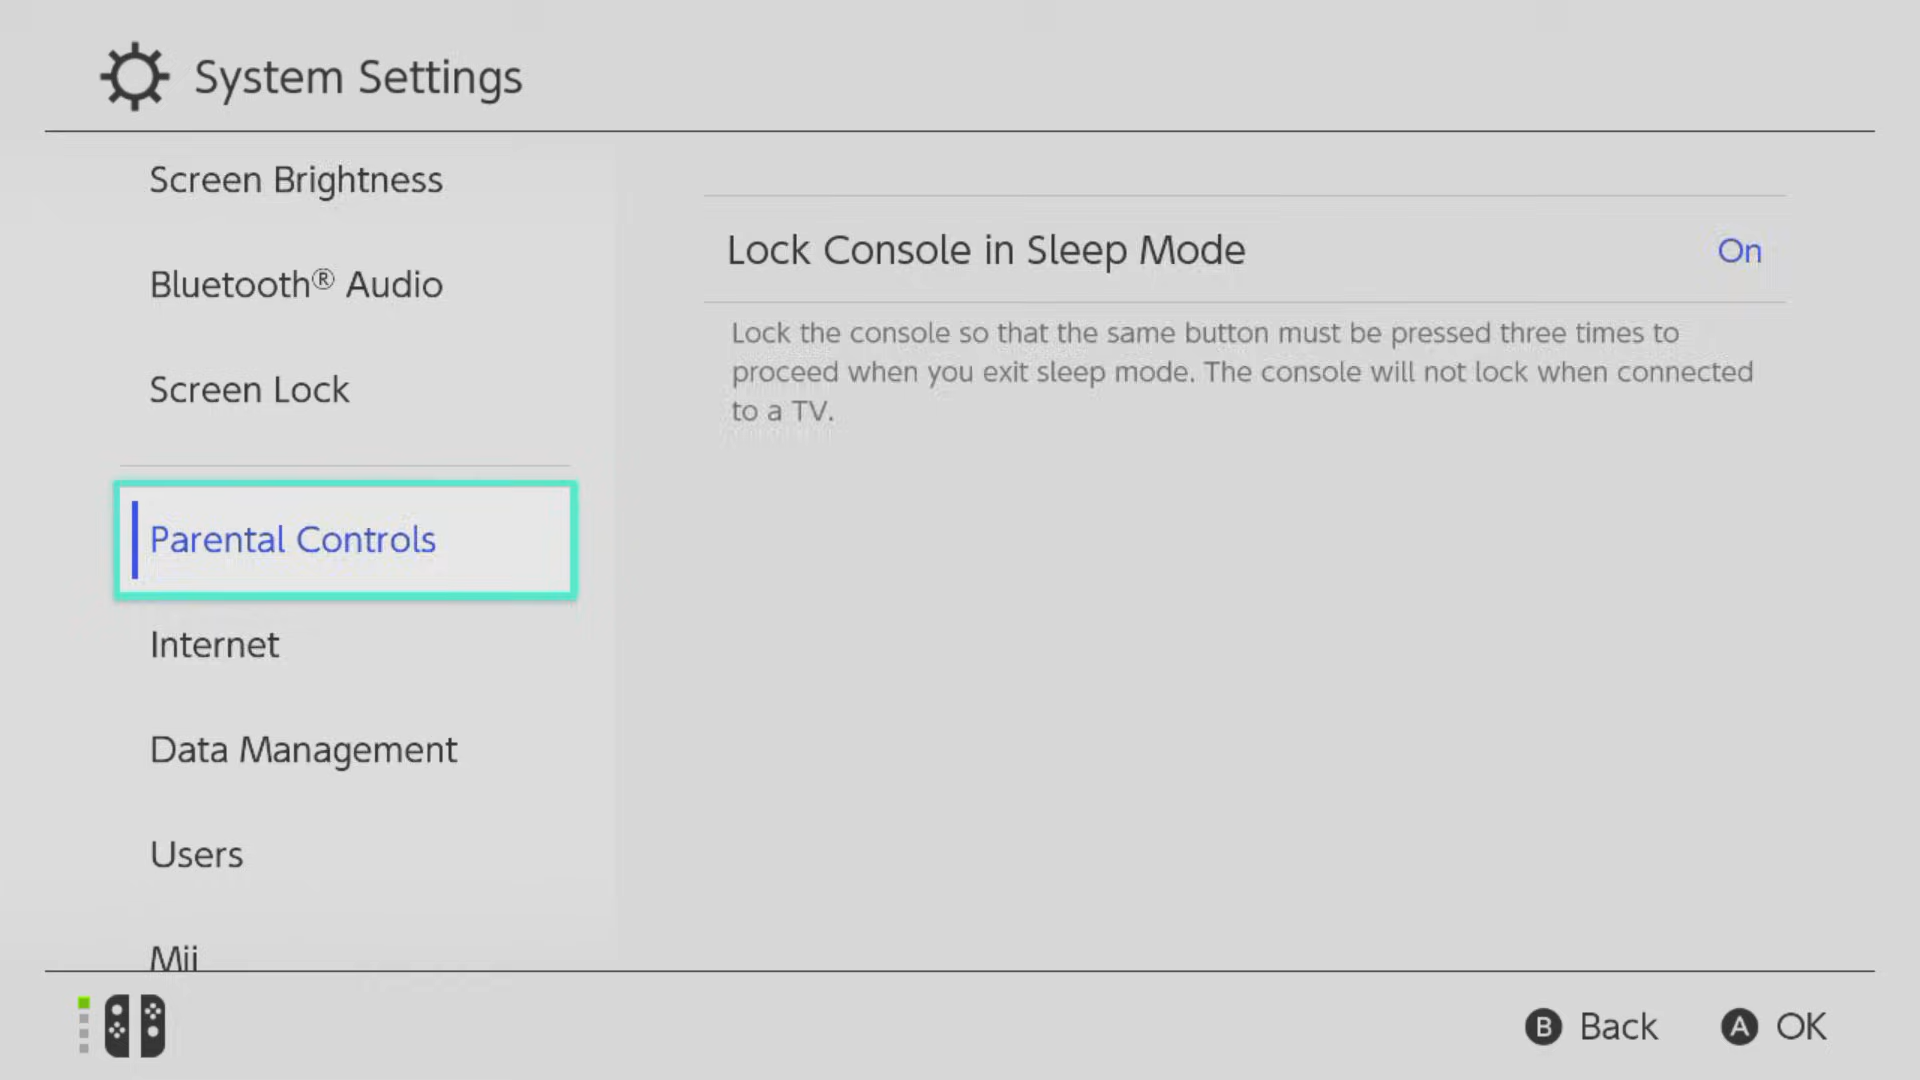 System Settings
Screen Brightness
Bluetooth® Audio
Screen Lock
Parental Controls
Internet
Data Management
Users
Mii
Lock Console in Sleep Mode On
Lock the console so that the same button must be pressed three times to
proceed when you exit sleep mode. The console will not lock when connected
to a TV.
B Back A OK